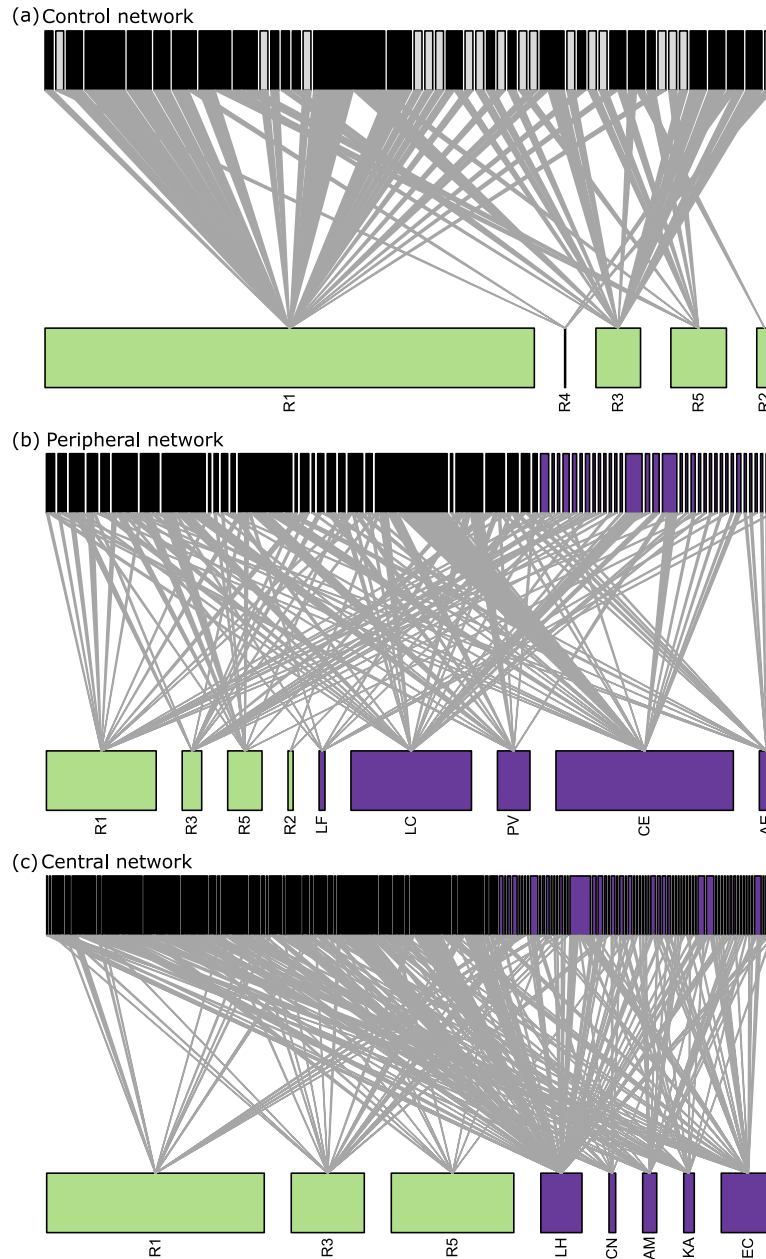 (a) Control network
R1
R4
R3
R5
R2
(b) Peripheral network
R1
R3
R5
R2
LF
LC
PV
CE
(c) Central network
R1
R3
R5
LH
CN
AM
KA
EC